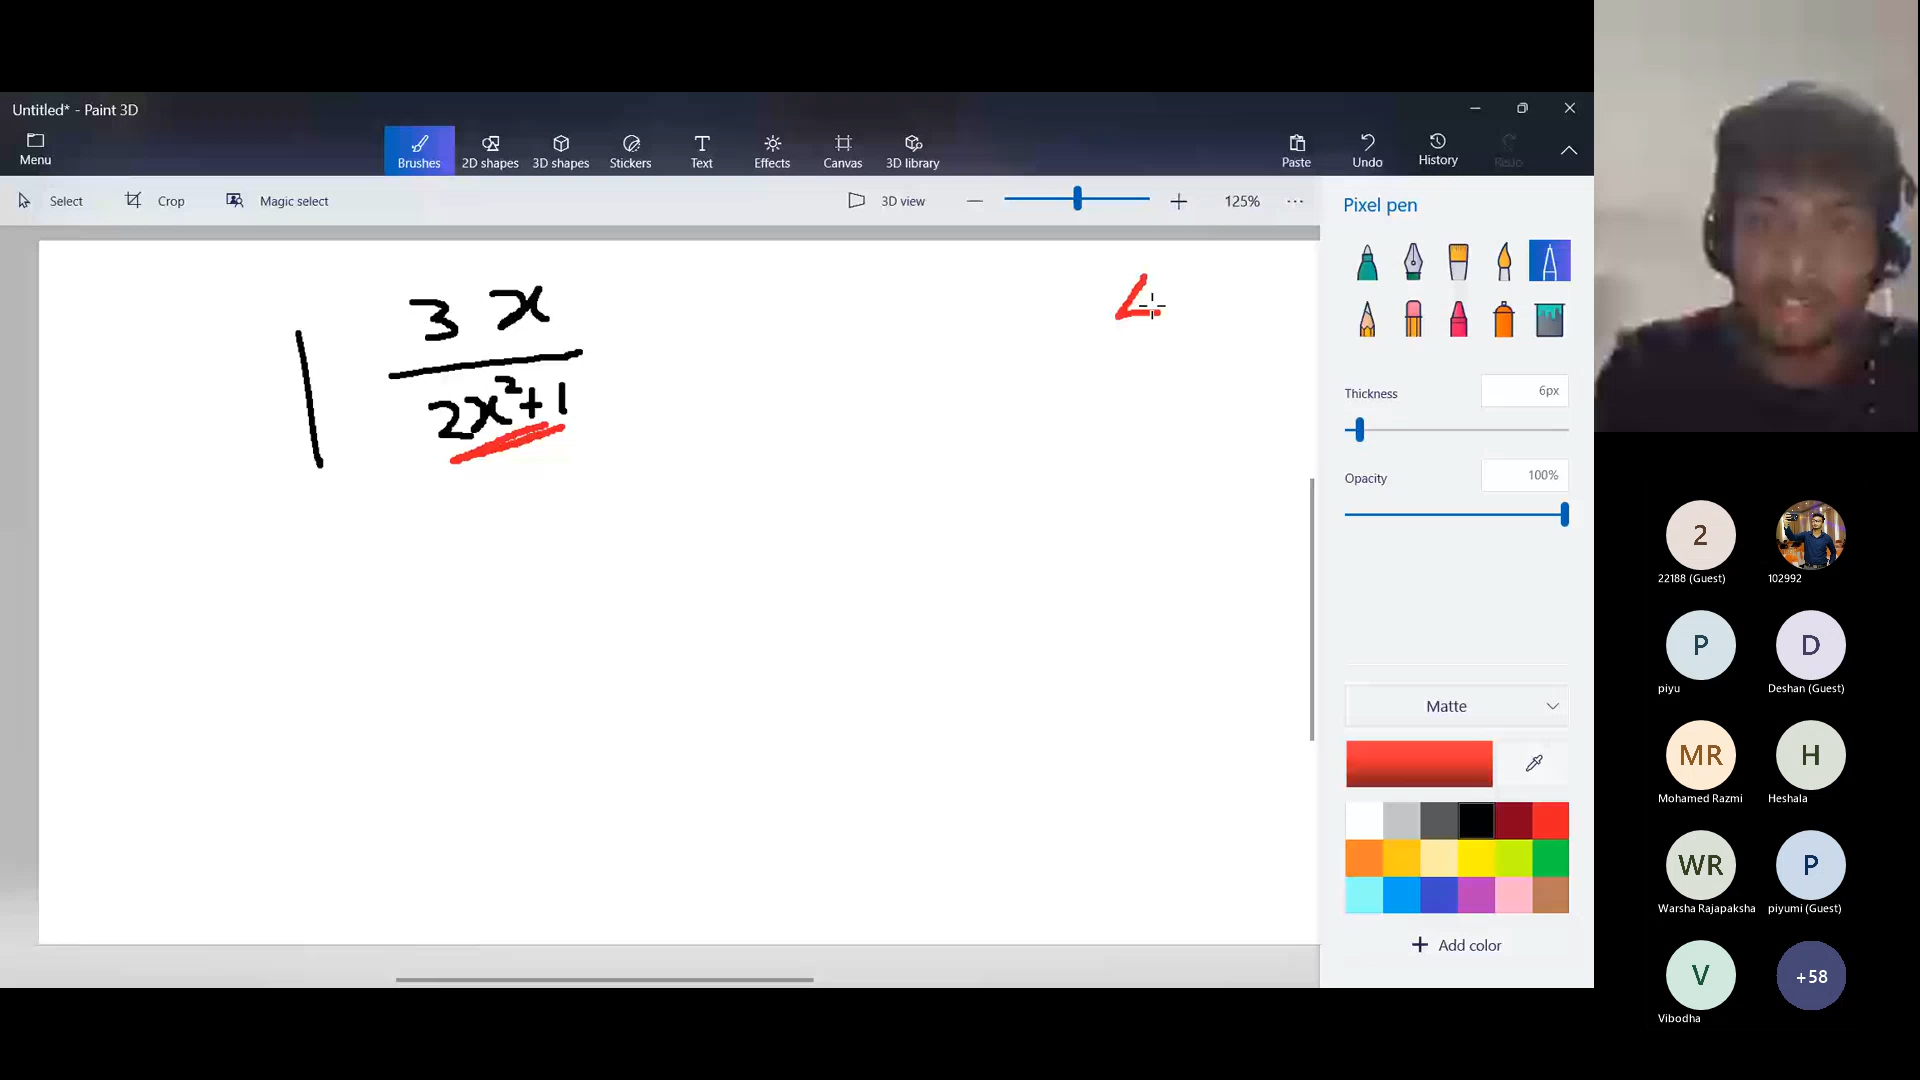 Untitled* - Paint 3D
Menu
Brushes
2D shapes
3D shapes
Stickers
Text
Effects
Canvas
3D library
Paste
Undo
History
Redo
Select
Crop
Magic select
3D view
125%
Pixel pen
3 x
2x²+1
Thickness
6px
Opacity
100%
Matte
+ Add color
2
22188 (Guest)
102992
P
piyu
D
Deshan (Guest)
MR
Mohamed Razmi
H
Heshala
WR
Warsha Rajapaksha
P
piyumi (Guest)
V
Vibodha
+58